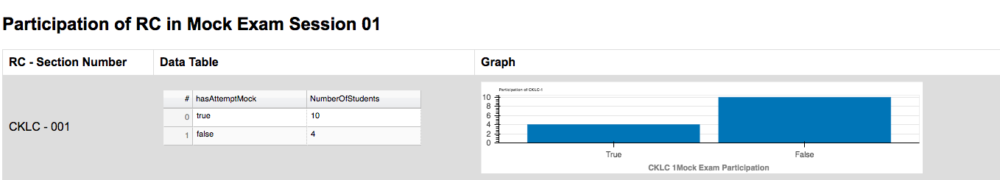 Participation of RC in Mock Exam Session 01
RC - Section Number Data Table Graph
CKLC - 001
# hasAttemptMock NumberOfStudents
0 true 10
1 false 4
Participation of CKLC-1
10
8
6
4
2
0
True False
CKLC 1Mock Exam Participation